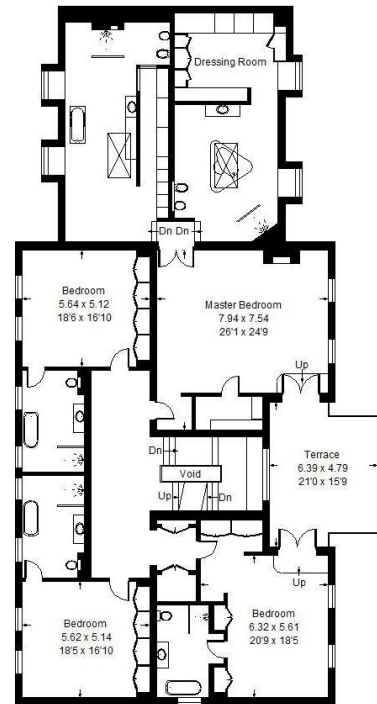 Dressing Room
Dn Dn
Bedroom
5.64 x 5.12
18'6 x 16'10
Master Bedroom
7.94 x 7.54
26'1 x 24'9
Up
Terrace
6.39 x 4.79
21'0 x 15'9
Dn
Void
Up
Dn
Up
Bedroom
5.62 x 5.14
18'5 x 16'10
Bedroom
6.32 x 5.61
20'9 x 18'5